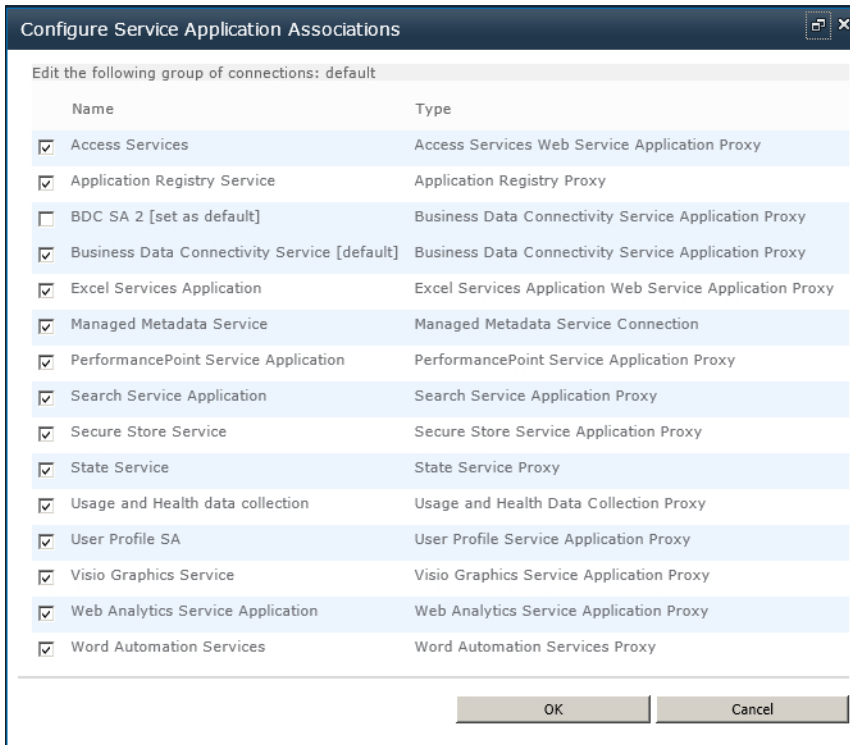 Configure Service Application Associations
Edit the following group of connections: default
Name Type
Access Services Access Services Web Service Application Proxy
Application Registry Service Application Registry Proxy
BDC SA 2 [set as default] Business Data Connectivity Service Application Proxy
Business Data Connectivity Service [default] Business Data Connectivity Service Application Proxy
Excel Services Application Excel Services Application Web Service Application Proxy
Managed Metadata Service Managed Metadata Service Connection
PerformancePoint Service Application PerformancePoint Service Application Proxy
Search Service Application Search Service Application Proxy
Secure Store Service Secure Store Service Application Proxy
State Service State Service Proxy
Usage and Health data collection Usage and Health Data Collection Proxy
User Profile SA User Profile Service Application Proxy
Visio Graphics Service Visio Graphics Service Application Proxy
Web Analytics Service Application Web Analytics Service Application Proxy
Word Automation Services Word Automation Services Proxy
OK Cancel